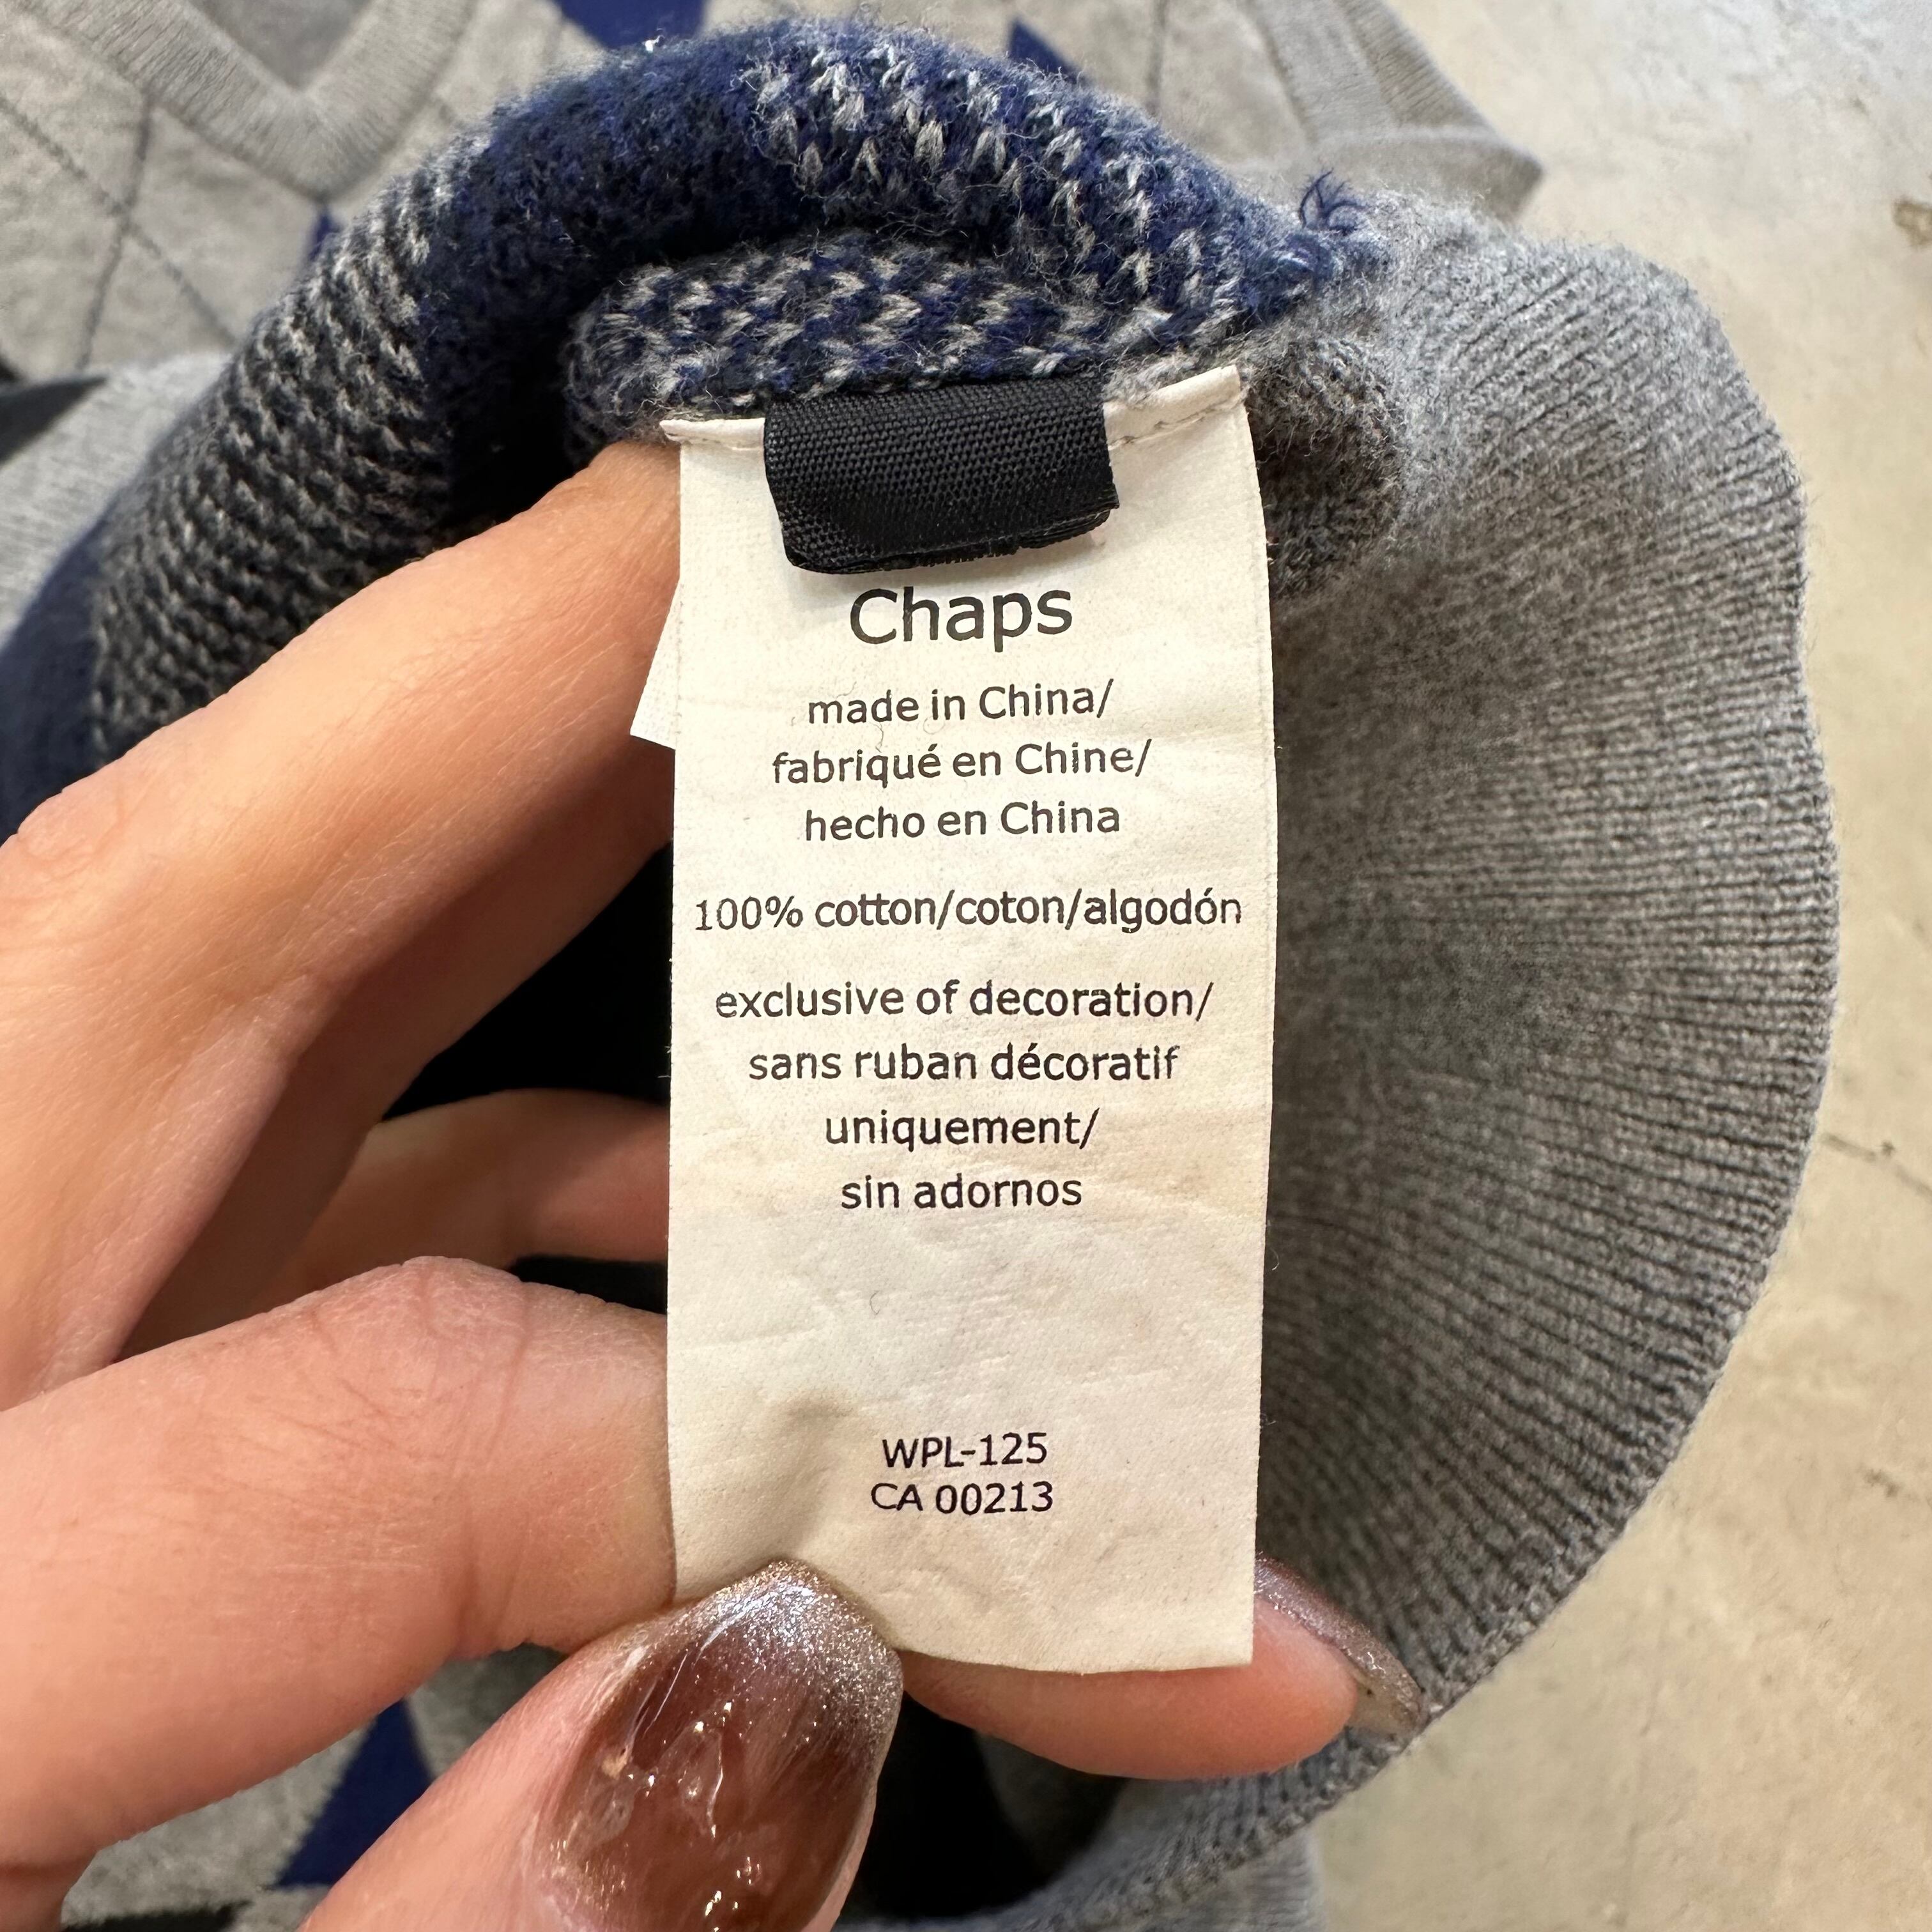 Chaps
made in China/
fabriqué en Chine/
hecho en China
100% cotton/coton/algodón
exclusive of decoration/
sans ruban décoratif
uniquement/
sin adornos
WPL-125
CA 00213